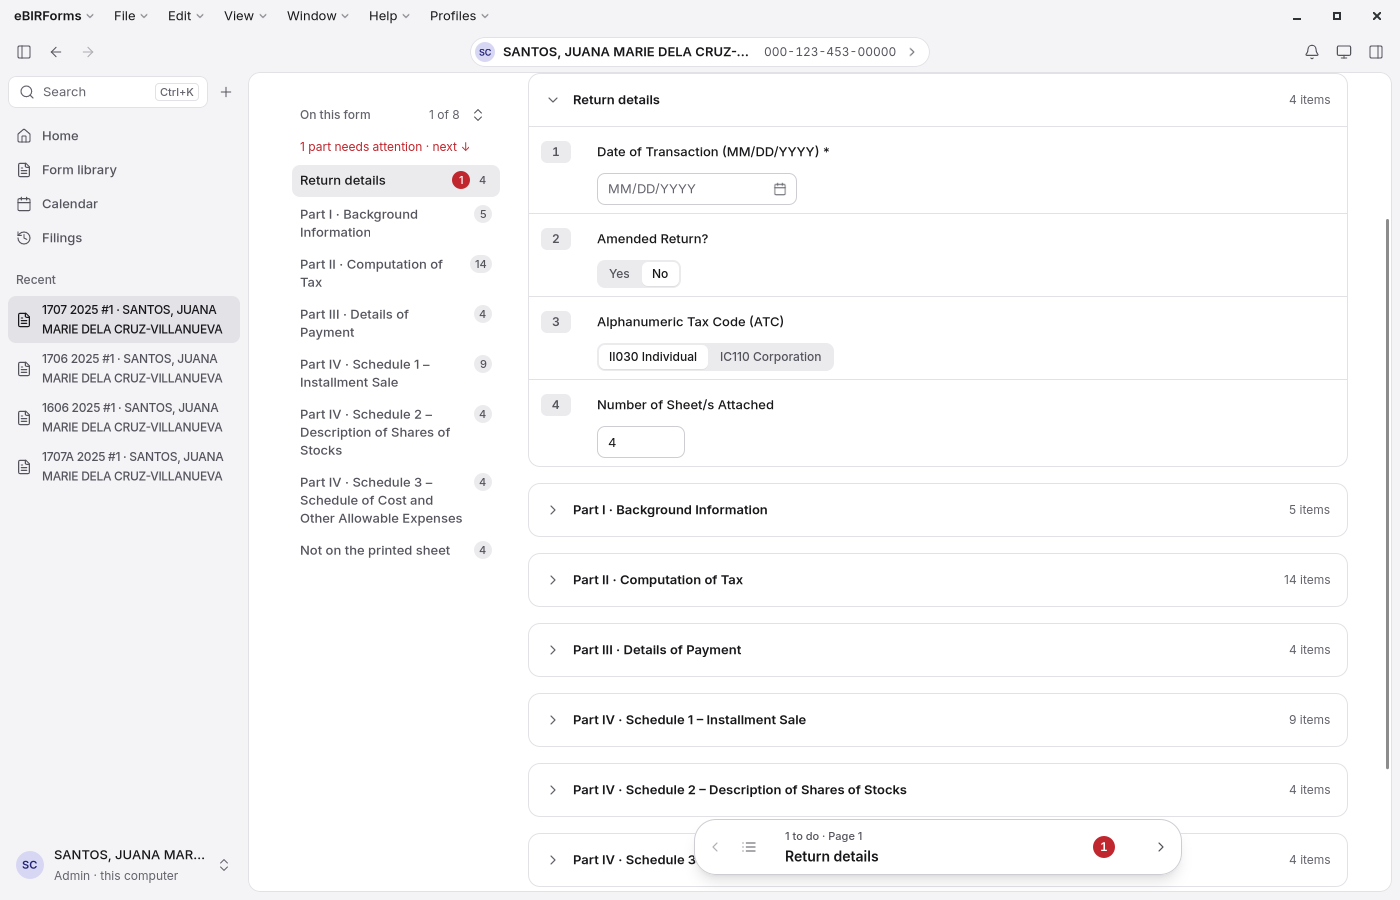 eBIRForms File Edit View Window Help Profiles
SC SANTOS, JUANA MARIE DELA CRUZ-... 000-123-453-00000
Search Ctrl+K
Home
Form library
Calendar
Filings
Recent
1707 2025 #1 · SANTOS, JUANA
MARIE DELA CRUZ-VILLANUEVA
1706 2025 #1 · SANTOS, JUANA
MARIE DELA CRUZ-VILLANUEVA
1606 2025 #1 · SANTOS, JUANA
MARIE DELA CRUZ-VILLANUEVA
1707A 2025 #1 · SANTOS, JUANA
MARIE DELA CRUZ-VILLANUEVA
SC SANTOS, JUANA MAR...
Admin · this computer
On this form 1 of 8
1 part needs attention · next ↓
Return details 1 4
Part I · Background
Information 5
Part II · Computation of
Tax 14
Part III · Details of
Payment 4
Part IV · Schedule 1 –
Installment Sale 9
Part IV · Schedule 2 –
Description of Shares of
Stocks 4
Part IV · Schedule 3 –
Schedule of Cost and
Other Allowable Expenses 4
Not on the printed sheet 4
Return details 4 items
1 Date of Transaction (MM/DD/YYYY) *
MM/DD/YYYY
2 Amended Return?
Yes No
3 Alphanumeric Tax Code (ATC)
II030 Individual IC110 Corporation
4 Number of Sheet/s Attached
4
Part I · Background Information 5 items
Part II · Computation of Tax 14 items
Part III · Details of Payment 4 items
Part IV · Schedule 1 – Installment Sale 9 items
Part IV · Schedule 2 – Description of Shares of Stocks 4 items
Part IV · Schedule 3 4 items
1 to do · Page 1
Return details 1